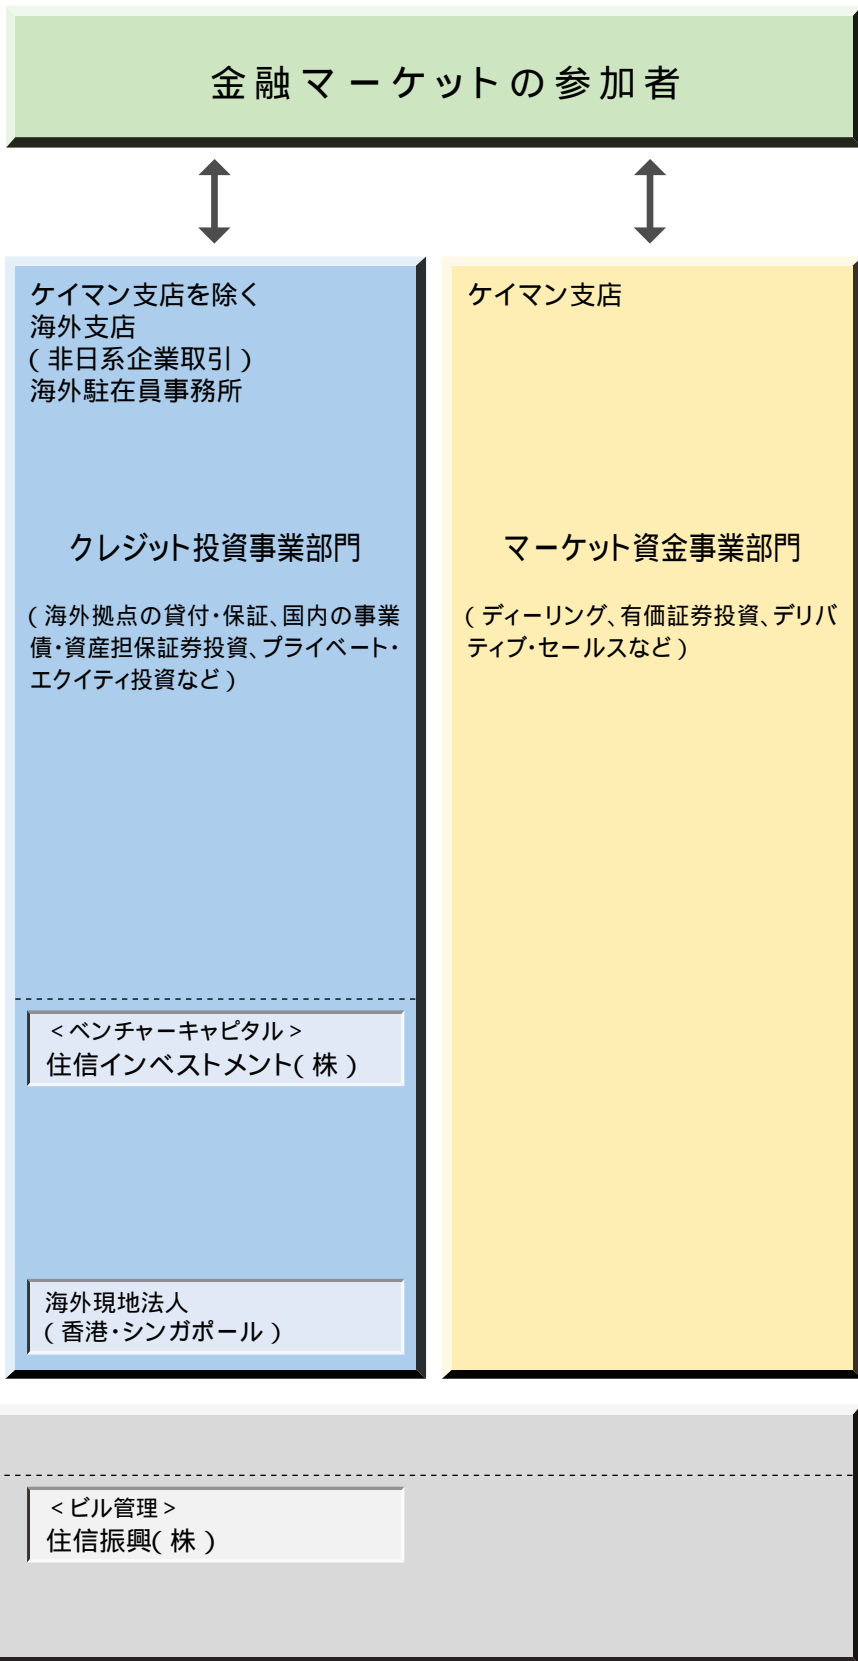 金融マーケットの参加者
ケイマン支店を除く
海外支店
(非日系企業取引)
海外駐在員事務所
クレジット投資事業部門
(海外拠点の貸付・保証、国内の事業
債・資産担保証券投資、プライベート・
エクイティ投資など)
<ベンチャーキャピタル>
住信インベストメント(株)
海外現地法人
(香港・シンガポール)
ケイマン支店
マーケット資金事業部門
(ディーリング、有価証券投資、デリバ
ティブ・セールスなど)
<ビル管理>
住信振興(株)